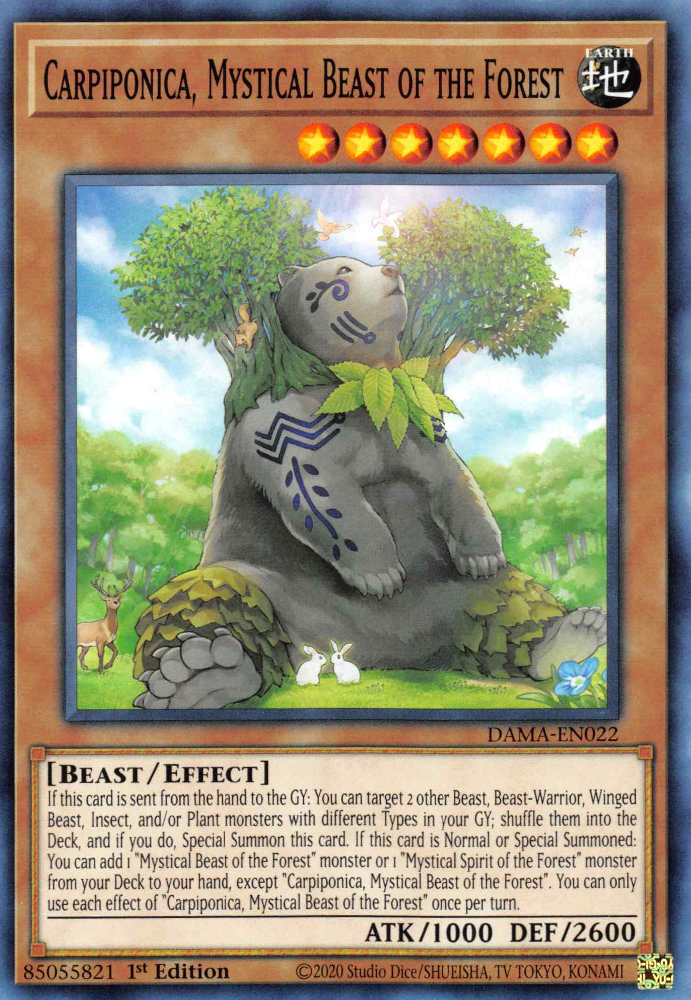 CARPIPONICA, MYSTICAL BEAST OF THE FOREST
EARTH
地
DAMA-EN022
[BEAST/EFFECT]
If this card is sent from the hand to the GY: You can target 2 other Beast, Beast-Warrior, Winged
Beast, Insect, and/or Plant monsters with different Types in your GY; shuffle them into the
Deck, and if you do, Special Summon this card. If this card is Normal or Special Summoned:
You can add 1 "Mystical Beast of the Forest" monster or 1 "Mystical Spirit of the Forest" monster
from your Deck to your hand, except "Carpiponica, Mystical Beast of the Forest". You can only
use each effect of "Carpiponica, Mystical Beast of the Forest" once per turn.
ATK/1000 DEF/2600
85055821 1st Edition
©2020 Studio Dice/SHUEISHA, TV TOKYO, KONAMI